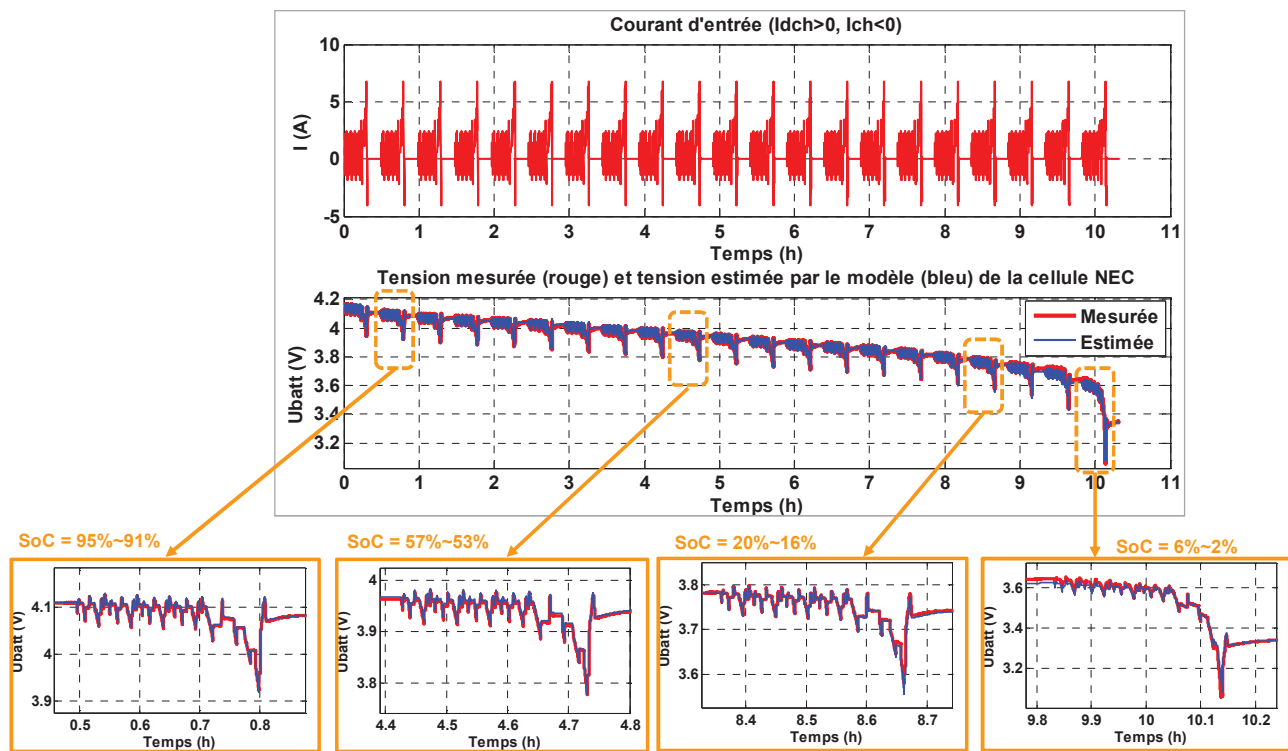 Courant d'entrée (Idch>0, Ich<0)
10
5
0
-5
I (A)
0 1 2 3 4 5 6 7 8 9 10 11
Temps (h)
Tension mesurée (rouge) et tension estimée par le modèle (bleu) de la cellule NEC
4.2
4
3.8
3.6
3.4
3.2
Ubatt (V)
Mesurée
Estimée
0 1 2 3 4 5 6 7 8 9 10 11
Temps (h)
SoC = 95%~91%
4.1
4
3.9
Ubatt (V)
0.5 0.6 0.7 0.8
Temps (h)
SoC = 57%~53%
4
3.9
3.8
Ubatt (V)
4.4 4.5 4.6 4.7 4.8
Temps (h)
SoC = 20%~16%
3.8
3.7
3.6
Ubatt (V)
8.4 8.5 8.6 8.7
Temps (h)
SoC = 6%~2%
3.6
3.4
3.2
Ubatt (V)
9.8 9.9 10 10.1 10.2
Temps (h)